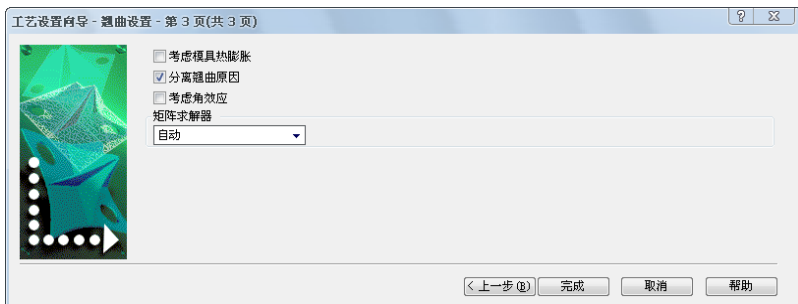 工艺设置向导 - 翘曲设置 - 第 3 页(共 3 页)
考虑模具热膨胀
分离翘曲原因
考虑角效应
矩阵求解器
自动
< 上一步(B) 完成 取消 帮助